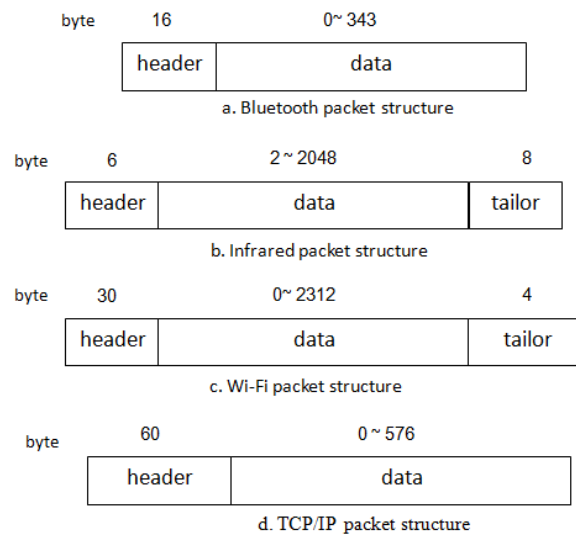 byte 16 0~ 343
header data
a. Bluetooth packet structure
byte 6 2 ~ 2048 8
header data tailor
b. Infrared packet structure
byte 30 0~ 2312 4
header data tailor
c. Wi-Fi packet structure
byte 60 0 ~ 576
header data
d. TCP/IP packet structure